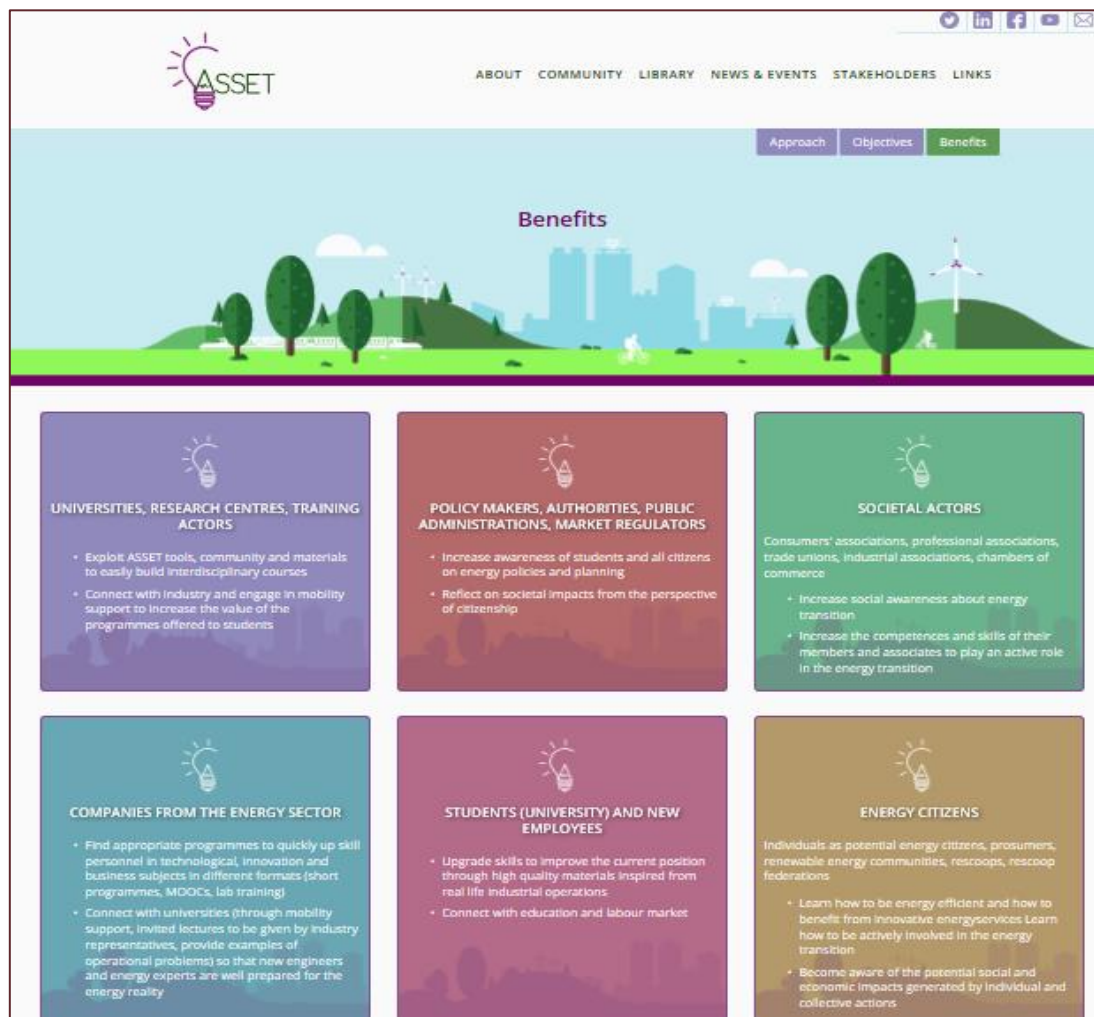 ASSET
ABOUT COMMUNITY LIBRARY NEWS & EVENTS STAKEHOLDERS LINKS
Approach Objectives Benefits
Benefits
UNIVERSITIES, RESEARCH CENTRES, TRAINING
ACTORS
• Exploit ASSET tools, community and materials
to easily build interdisciplinary courses
• Connect with industry and engage in mobility
support to increase the value of the
programmes offered to students
POLICY MAKERS, AUTHORITIES, PUBLIC
ADMINISTRATIONS, MARKET REGULATORS
• Increase awareness of students and all citizens
on energy policies and planning
• Reflect on societal impacts from the perspective
of citizenship
SOCIETAL ACTORS
Consumers' associations, professional associations,
trade unions, industrial associations, chambers of
commerce
• Increase social awareness about energy
transition
• Increase the competences and skills of their
members and associates to play an active role
in the energy transition
COMPANIES FROM THE ENERGY SECTOR
• Find appropriate programmes to quickly up skill
personnel in technological, innovation and
business subjects in different formats (short
programmes, MOOCs, lab training)
• Connect with universities (through mobility
support, invited lectures to be given by industry
representatives, provide examples of
operational problems) so that new engineers
and energy experts are well prepared for the
energy reality
STUDENTS (UNIVERSITY) AND NEW
EMPLOYEES
• Upgrade skills to improve the current position
through high quality materials inspired from
real life industrial operations
• Connect with education and labour market
ENERGY CITIZENS
Individuals as potential energy citizens, prosumers,
renewable energy communities, rescoops, rescoop
federations
• Learn how to be energy efficient and how to
benefit from innovative energyservices Learn
how to be actively involved in the energy
transition
• Become aware of the potential social and
economic impacts generated by individual and
collective actions